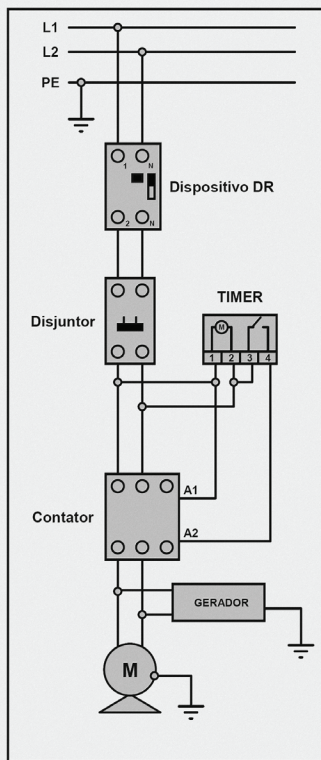 L1
L2
PE
1 N
2 N
Dispositivo DR
Disjuntor
TIMER
M
1 2 3 4
A1
Contator
A2
GERADOR
M